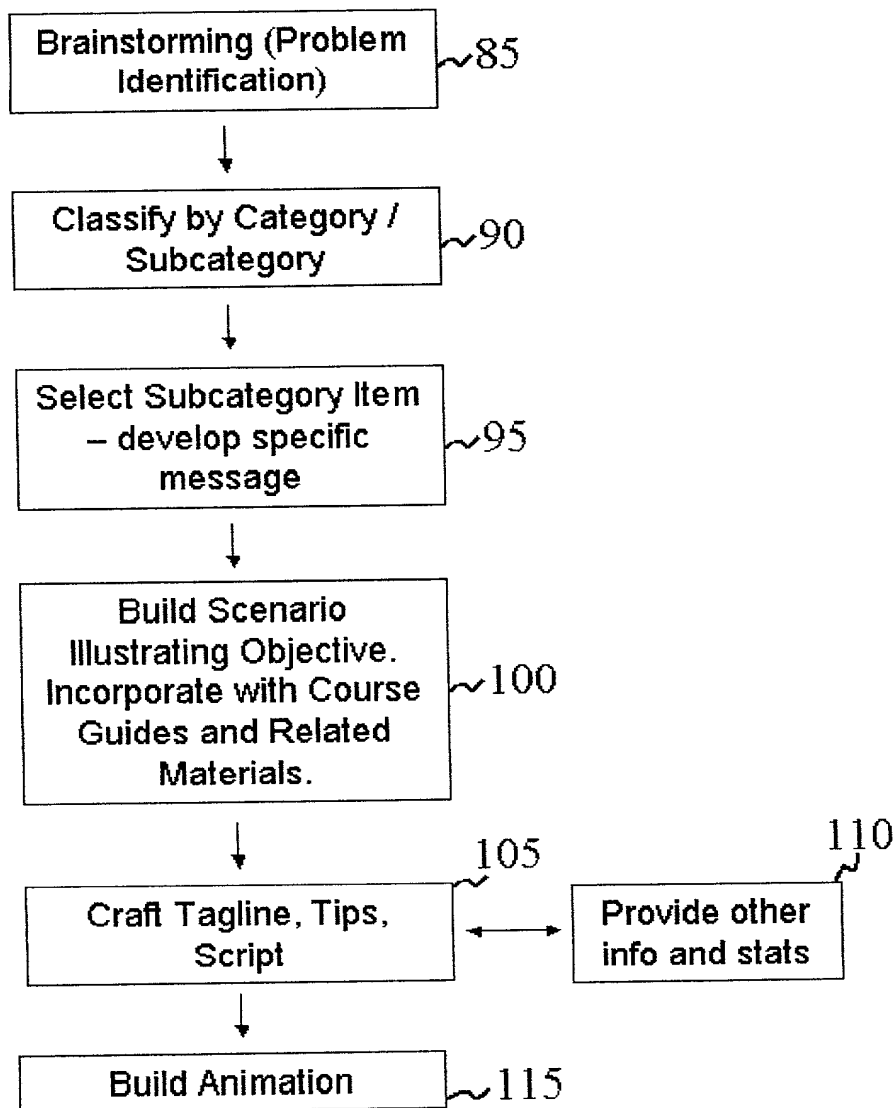 Brainstorming (Problem
Identification)
85
Classify by Category /
Subcategory
90
Select Subcategory Item
– develop specific
message
95
Build Scenario
Illustrating Objective.
Incorporate with Course
Guides and Related
Materials.
100
105
Craft Tagline, Tips,
Script
110
Provide other
info and stats
Build Animation
115